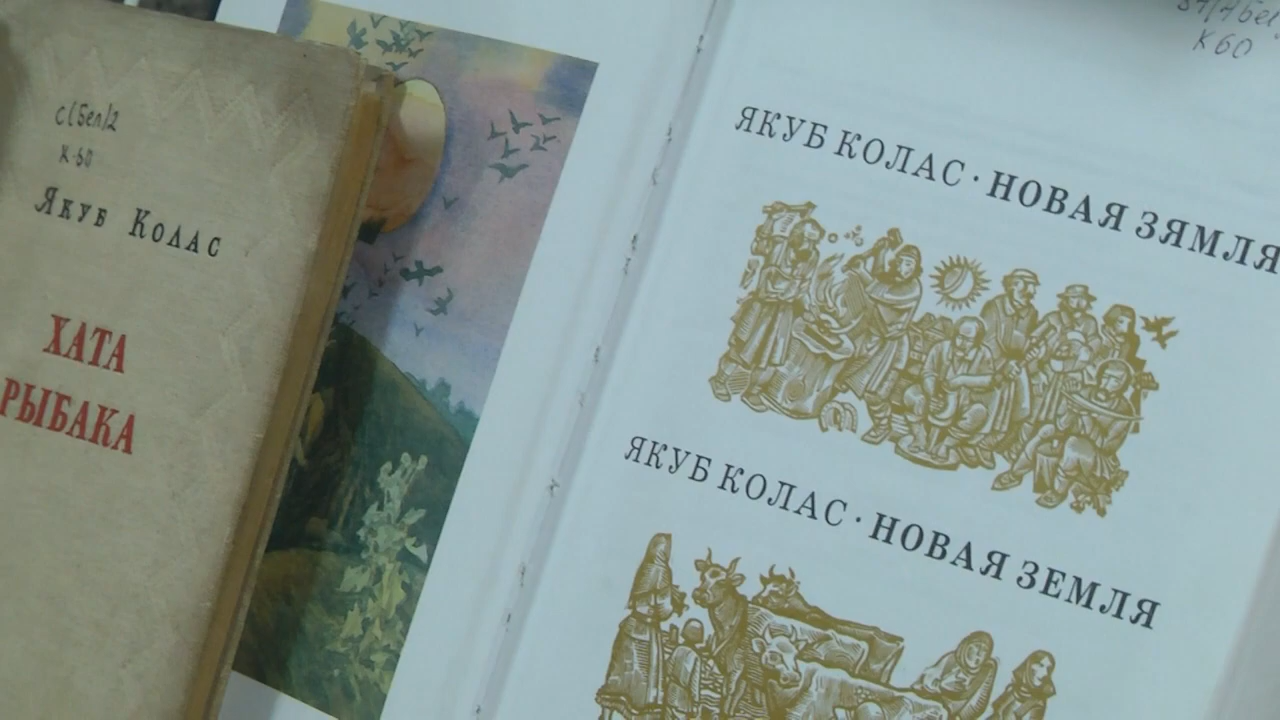 с(Бел)2
К-60
Якуб Колас
ХАТА
РЫБАКА
К60
ЯКУБ КОЛАС · НОВАЯ ЗЯМЛЯ
ЯКУБ КОЛАС · НОВАЯ ЗЕМЛЯ